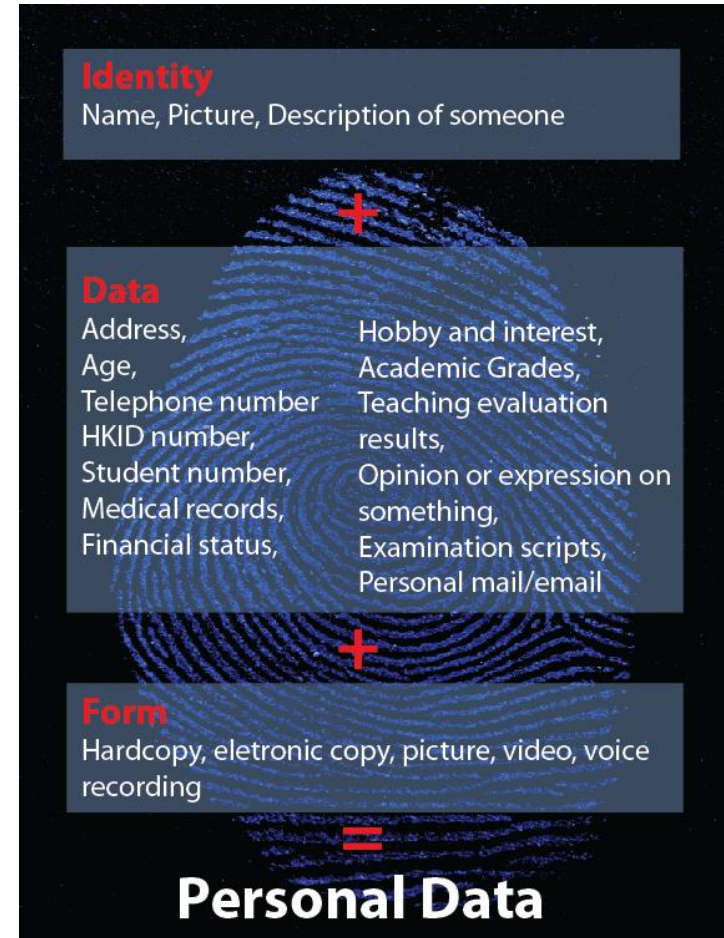 Identity
Name, Picture, Description of someone
+
Data
Address,
Age,
Telephone number
HKID number,
Student number,
Medical records,
Financial status,
Hobby and interest,
Academic Grades,
Teaching evaluation
results,
Opinion or expression on
something,
Examination scripts,
Personal mail/email
+
Form
Hardcopy, eletronic copy, picture, video, voice
recording
=
Personal Data